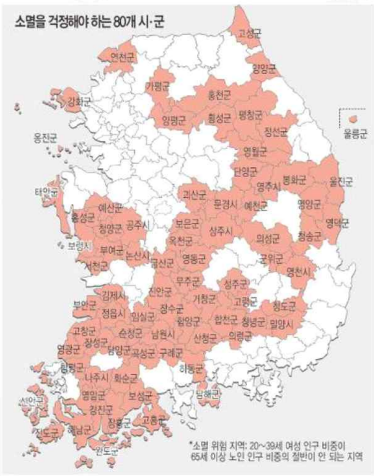 소멸을 걱정해야 하는 80개 시·군
고성군
연천군
양양군
강화군
가평군
홍천군
울릉군
양평군
횡성군
평창군
정선군
옹진군
영월군
단양군
태안군
영주시
봉화군
울진군
예산군
괴산군
문경시
예천군
영양군
홍성군
청양군
공주시
보은군
상주시
의성군
청송군
영덕군
보령시
부여군
논산시
옥천군
서천군
금산군
영동군
군위군
영천시
무주군
성주군
김제시
진안군
거창군
고령군
청도군
부안군
정읍시
임실군
장수군
함양군
합천군
창녕군
밀양시
고창군
순창군
남원시
산청군
의령군
장성군
영광군
담양군
곡성군
구례군
함평군
하동군
나주시
화순군
남해군
신안군
영암군
보성군
강진군
장흥군
고흥군
진도군
해남군
완도군
*소멸 위험 지역: 20~39세 여성 인구 비중이
65세 이상 노인 인구 비중의 절반이 안 되는 지역